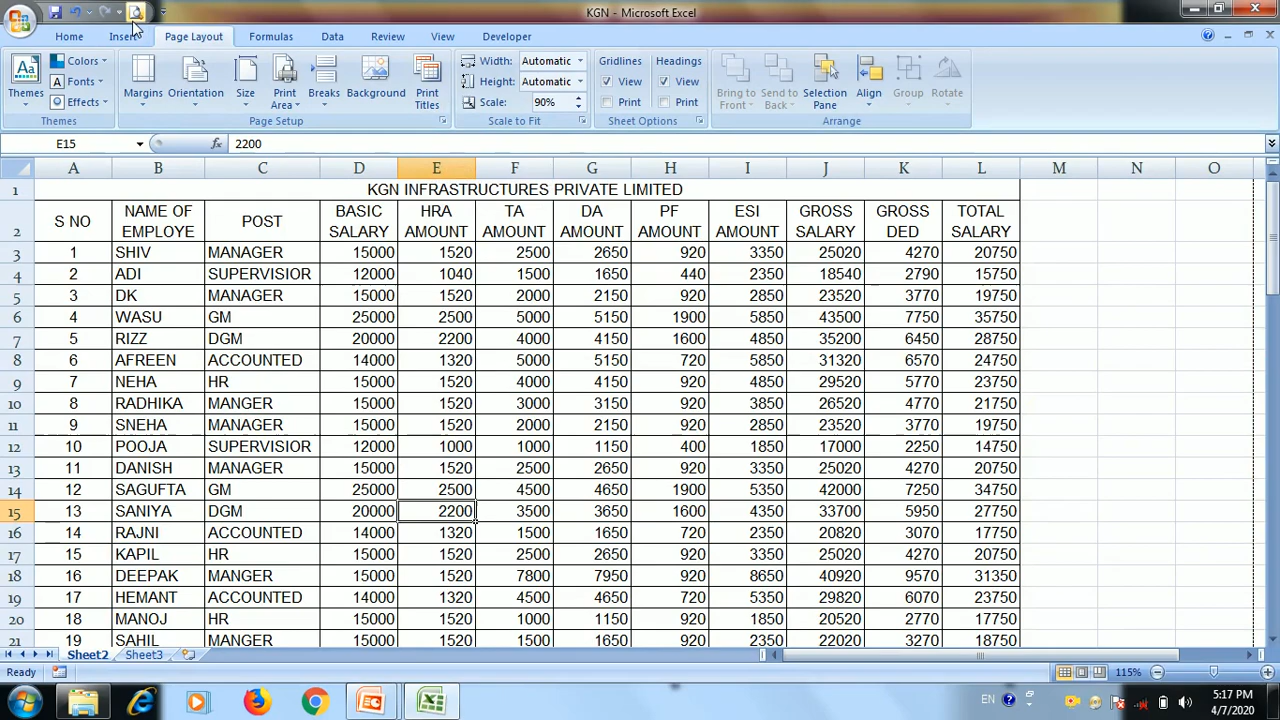 KGN - Microsoft Excel
Home Insert Page Layout Formulas Data Review View Developer
Themes Colors Fonts Effects Margins Orientation Size Print Area Breaks Background Print Titles Width: Automatic Height: Automatic Scale: 90% Gridlines View Print Headings View Print Bring to Front Send to Back Selection Pane Align Group Rotate
Themes Page Setup Scale to Fit Sheet Options Arrange
E15 fx 2200
A B C D E F G H I J K L M N O
1 KGN INFRASTRUCTURES PRIVATE LIMITED
2 S NO NAME OF EMPLOYE POST BASIC SALARY HRA AMOUNT TA AMOUNT DA AMOUNT PF AMOUNT ESI AMOUNT GROSS SALARY GROSS DED TOTAL SALARY
3 1 SHIV MANAGER 15000 1520 2500 2650 920 3350 25020 4270 20750
4 2 ADI SUPERVISIOR 12000 1040 1500 1650 440 2350 18540 2790 15750
5 3 DK MANAGER 15000 1520 2000 2150 920 2850 23520 3770 19750
6 4 WASU GM 25000 2500 5000 5150 1900 5850 43500 7750 35750
7 5 RIZZ DGM 20000 2200 4000 4150 1600 4850 35200 6450 28750
8 6 AFREEN ACCOUNTED 14000 1320 5000 5150 720 5850 31320 6570 24750
9 7 NEHA HR 15000 1520 4000 4150 920 4850 29520 5770 23750
10 8 RADHIKA MANGER 15000 1520 3000 3150 920 3850 26520 4770 21750
11 9 SNEHA MANAGER 15000 1520 2000 2150 920 2850 23520 3770 19750
12 10 POOJA SUPERVISIOR 12000 1000 1000 1150 400 1850 17000 2250 14750
13 11 DANISH MANAGER 15000 1520 2500 2650 920 3350 25020 4270 20750
14 12 SAGUFTA GM 25000 2500 4500 4650 1900 5350 42000 7250 34750
15 13 SANIYA DGM 20000 2200 3500 3650 1600 4350 33700 5950 27750
16 14 RAJNI ACCOUNTED 14000 1320 1500 1650 720 2350 20820 3070 17750
17 15 KAPIL HR 15000 1520 2500 2650 920 3350 25020 4270 20750
18 16 DEEPAK MANGER 15000 1520 7800 7950 920 8650 40920 9570 31350
19 17 HEMANT ACCOUNTED 14000 1320 4500 4650 720 5350 29820 6070 23750
20 18 MANOJ HR 15000 1520 1000 1150 920 1850 20520 2770 17750
21 19 SAHIL MANGER 15000 1520 1500 1650 920 2350 22020 3270 18750
Sheet2 Sheet3
Ready 115%
EN 5:17 PM
4/7/2020